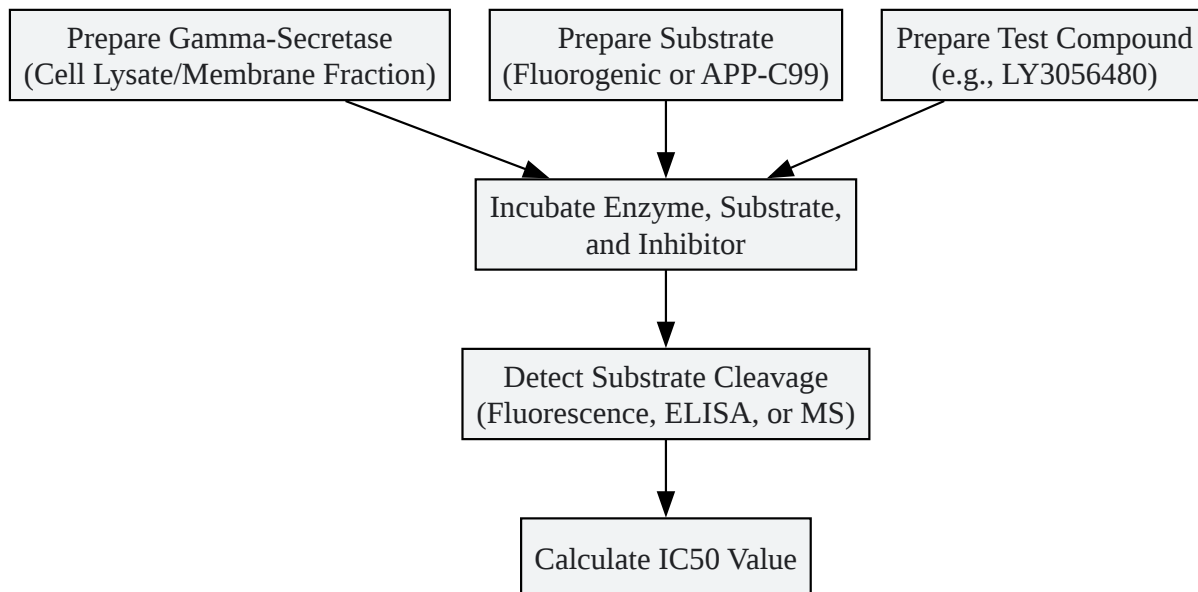 Prepare Gamma-Secretase
(Cell Lysate/Membrane Fraction)
Prepare Substrate
(Fluorogenic or APP-C99)
Prepare Test Compound
(e.g., LY3056480)
Incubate Enzyme, Substrate,
and Inhibitor
Detect Substrate Cleavage
(Fluorescence, ELISA, or MS)
Calculate IC50 Value